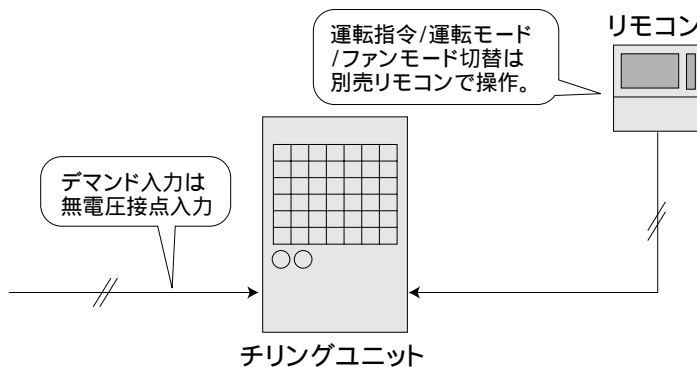 運転指令/運転モード
/ファンモード切替は
別売リモコンで操作。
リモコン
デマンド入力は
無電圧接点入力
チリングユニット